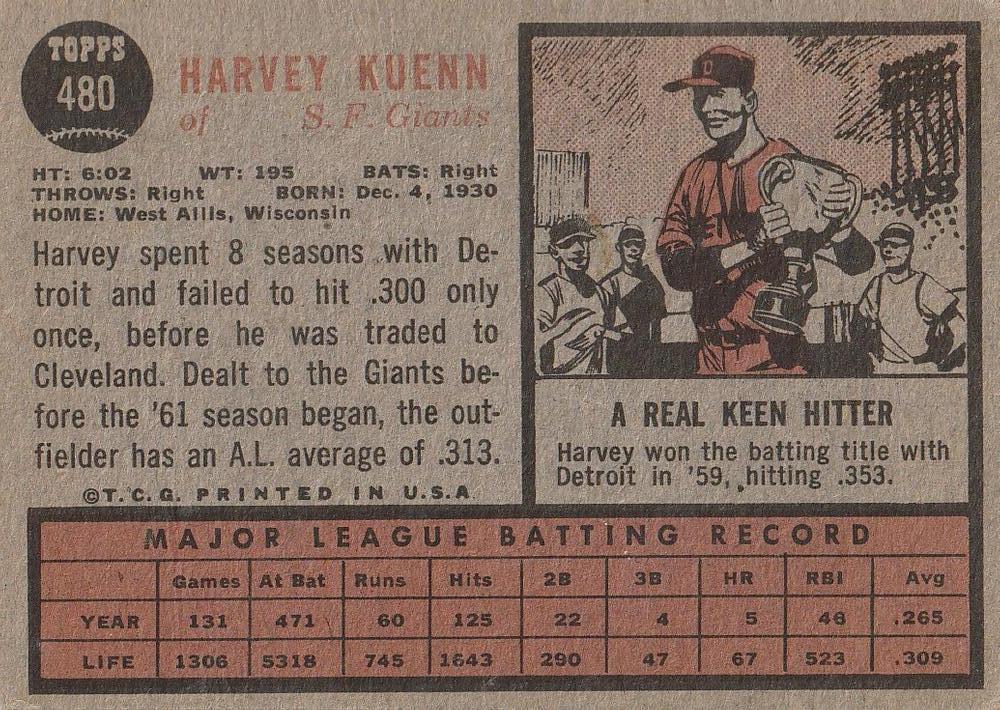 TOPPS
480
HARVEY KUENN
of S. F. Giants
HT: 6:02 WT: 195 BATS: Right
THROWS: Right BORN: Dec. 4, 1930
HOME: West Allis, Wisconsin
Harvey spent 8 seasons with De-
troit and failed to hit .300 only
once, before he was traded to
Cleveland. Dealt to the Giants be-
fore the '61 season began, the out-
fielder has an A.L. average of .313.
©T.C.G. PRINTED IN U.S.A
D
A REAL KEEN HITTER
Harvey won the batting title with
Detroit in '59, hitting .353.
MAJOR LEAGUE BATTING RECORD
Games At Bat Runs Hits 2B 3B HR RBI Avg
YEAR 131 471 60 125 22 4 5 46 .265
LIFE 1306 5318 745 1643 290 47 67 523 .309